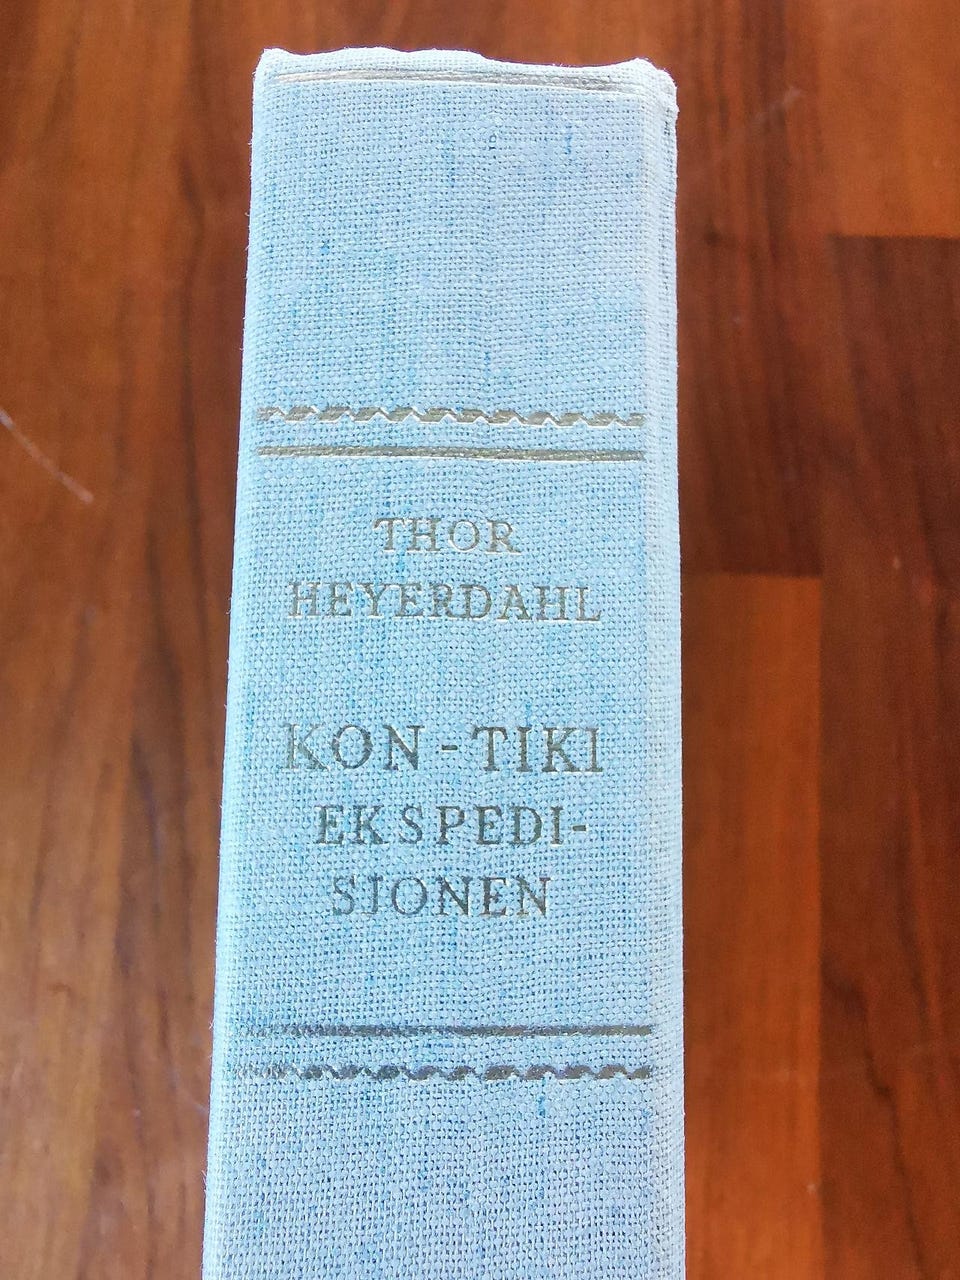 THOR
HEYERDAHL
KON-TIKI
EKSPEDI-
SJONEN